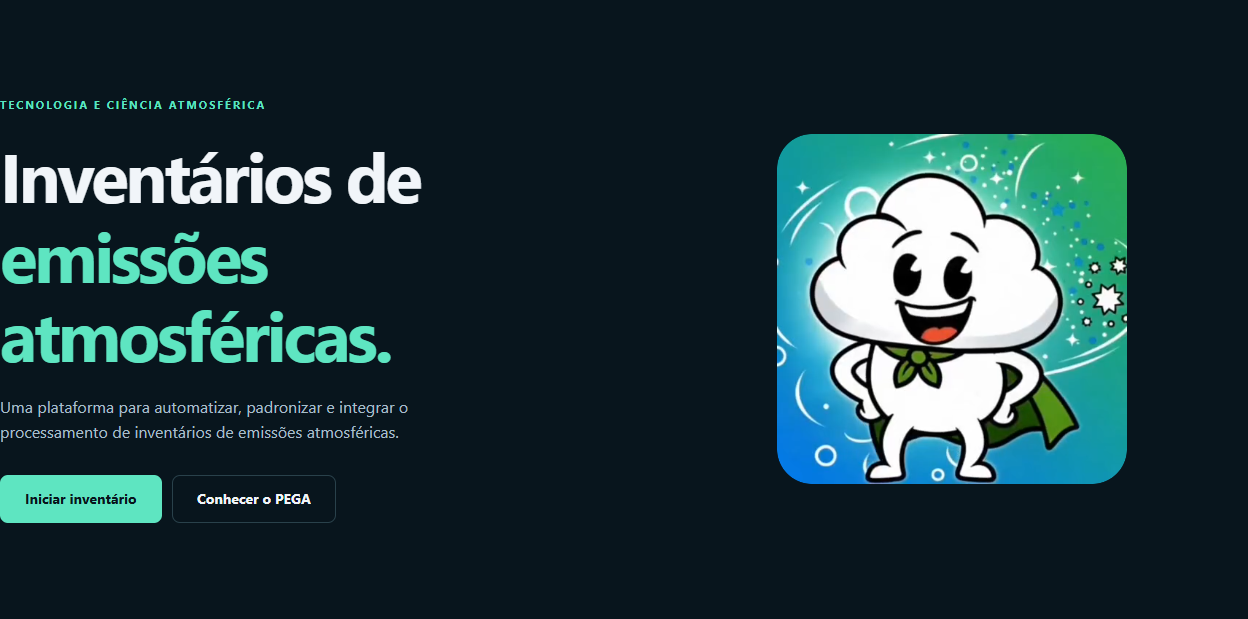 TECNOLOGIA E CIÊNCIA ATMOSFÉRICA
Inventários de
emissões
atmosféricas.
Uma plataforma para automatizar, padronizar e integrar o
processamento de inventários de emissões atmosféricas.
Iniciar inventário
Conhecer o PEGA